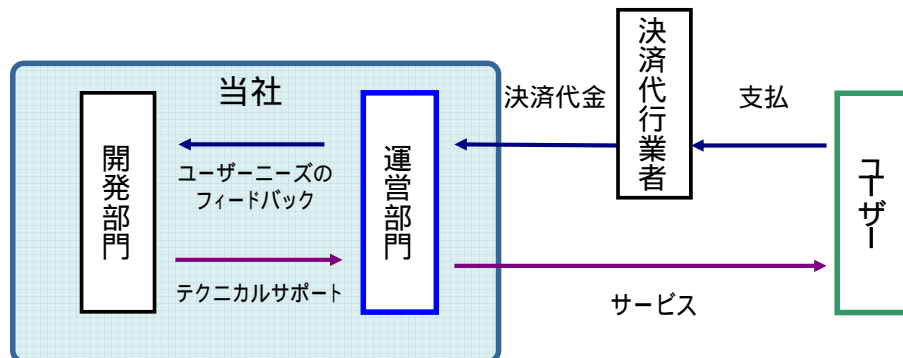 当社
開発部門
ユーザーニーズの
フィードバック
テクニカルサポート
運営部門
決済代金
決済代行業者
支払
サービス
ユーザー